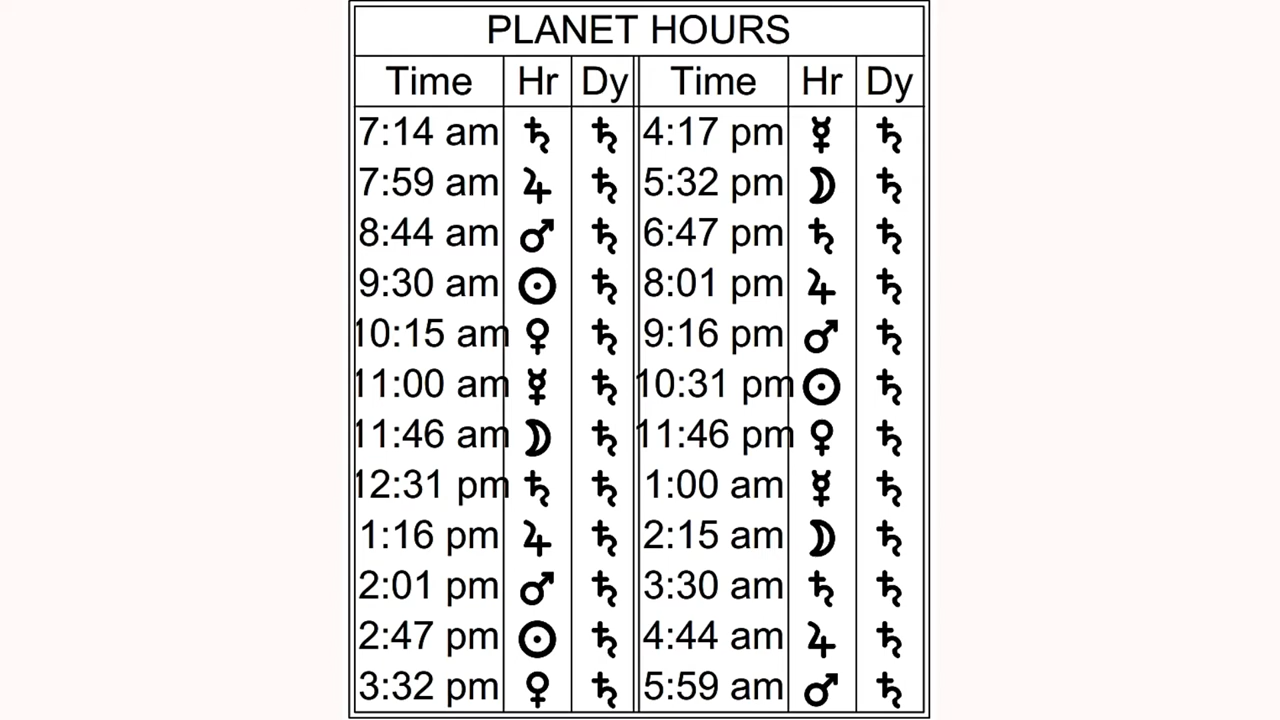 PLANET HOURS
Time Hr Dy Time Hr Dy
7:14 am ♄ ♄ 4:17 pm ☿ ♄
7:59 am ♃ ♄ 5:32 pm ☽ ♄
8:44 am ♂ ♄ 6:47 pm ♄ ♄
9:30 am ☉ ♄ 8:01 pm ♃ ♄
10:15 am ♀ ♄ 9:16 pm ♂ ♄
11:00 am ☿ ♄ 10:31 pm ☉ ♄
11:46 am ☽ ♄ 11:46 pm ♀ ♄
12:31 pm ♄ ♄ 1:00 am ☿ ♄
1:16 pm ♃ ♄ 2:15 am ☽ ♄
2:01 pm ♂ ♄ 3:30 am ♄ ♄
2:47 pm ☉ ♄ 4:44 am ♃ ♄
3:32 pm ♀ ♄ 5:59 am ♂ ♄